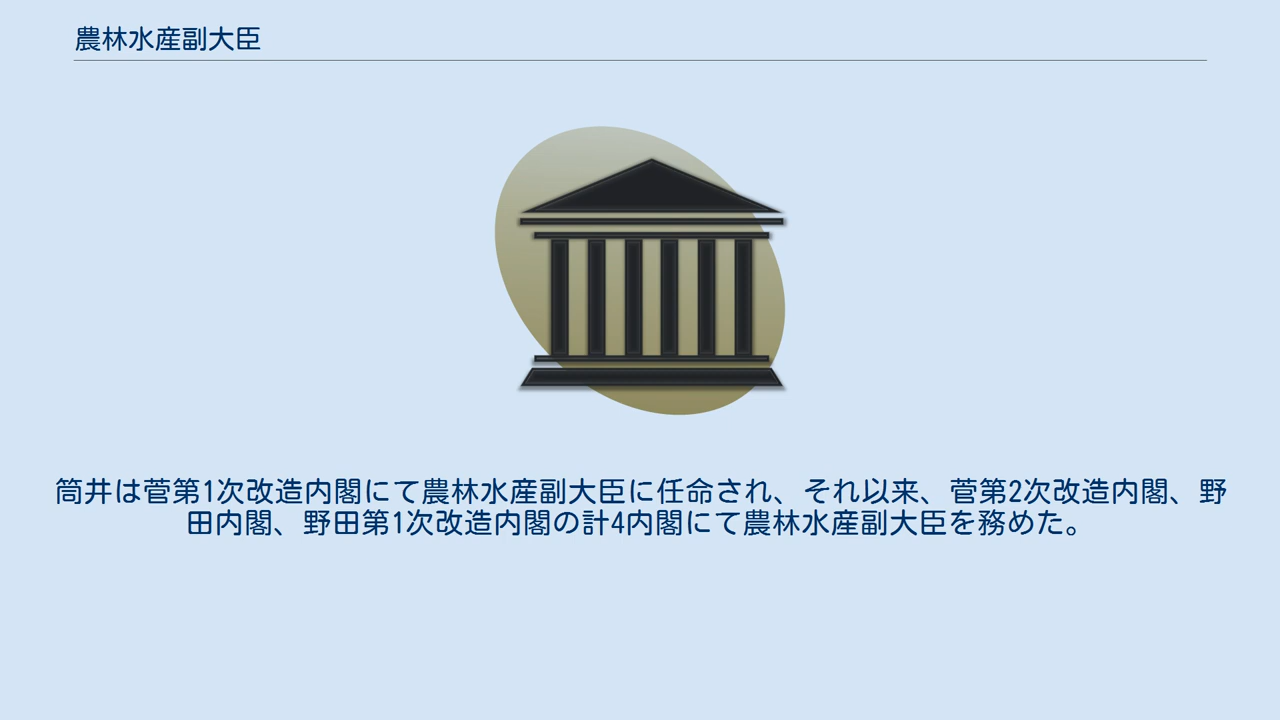 農林水産副大臣
筒井は菅第1次改造内閣にて農林水産副大臣に任命され、それ以来、菅第2次改造内閣、野
田内閣、野田第1次改造内閣の計4内閣にて農林水産副大臣を務めた。